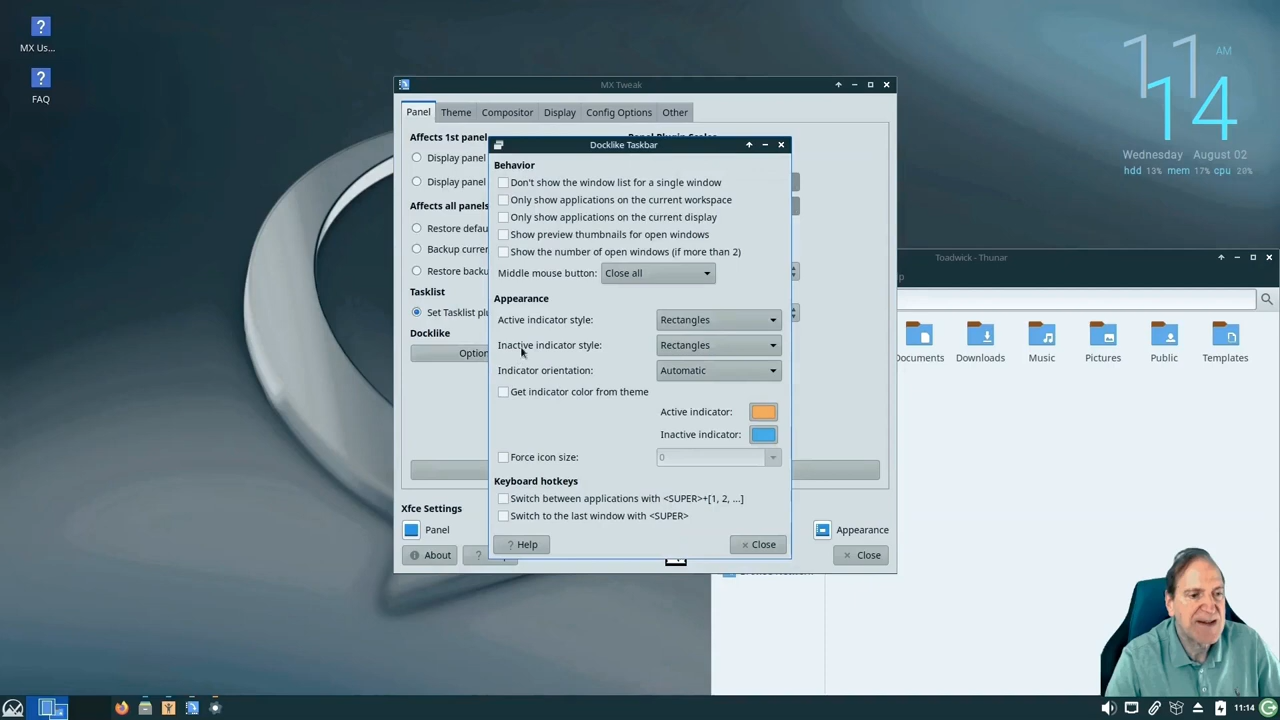 MX Us...
FAQ
11 AM
14
Wednesday August 02
hdd 13% mem 17% cpu 20%
MX Tweak
Panel Theme Compositor Display Config Options Other
Affects 1st panel
Display panel
Display panel
Affects all panels
Restore defau
Backup curren
Restore backu
Tasklist
Set Tasklist plu
Docklike
Option
Xfce Settings
Panel
Appearance
About
?
Close
Docklike Taskbar
Behavior
Don't show the window list for a single window
Only show applications on the current workspace
Only show applications on the current display
Show preview thumbnails for open windows
Show the number of open windows (if more than 2)
Middle mouse button: Close all
Appearance
Active indicator style: Rectangles
Inactive indicator style: Rectangles
Indicator orientation: Automatic
Get indicator color from theme
Active indicator:
Inactive indicator:
Force icon size: 0
Keyboard hotkeys
Switch between applications with <SUPER>+[1, 2, ...]
Switch to the last window with <SUPER>
? Help
Close
Toadwick - Thunar
Documents Downloads Music Pictures Public Templates
11:14